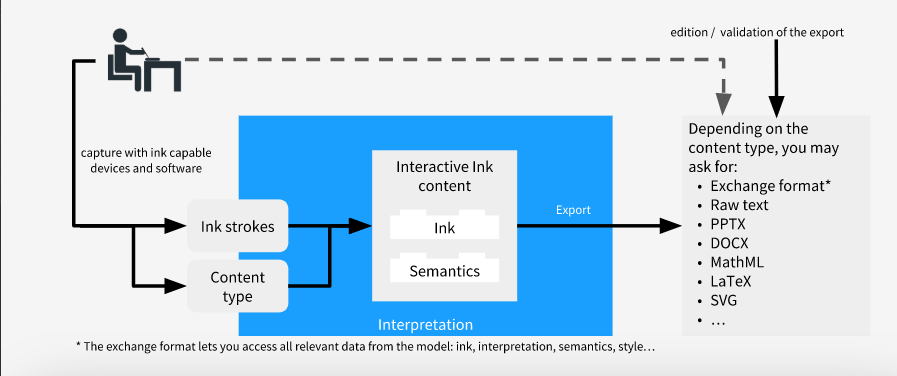 edition / validation of the export
capture with ink capable
devices and software
Ink strokes
Content
type
Interactive Ink
content
Ink
Semantics
Interpretation
Export
Depending on the
content type, you may
ask for:
• Exchange format*
• Raw text
• PPTX
• DOCX
• MathML
• LaTeX
• SVG
• ...
* The exchange format lets you access all relevant data from the model: ink, interpretation, semantics, style...